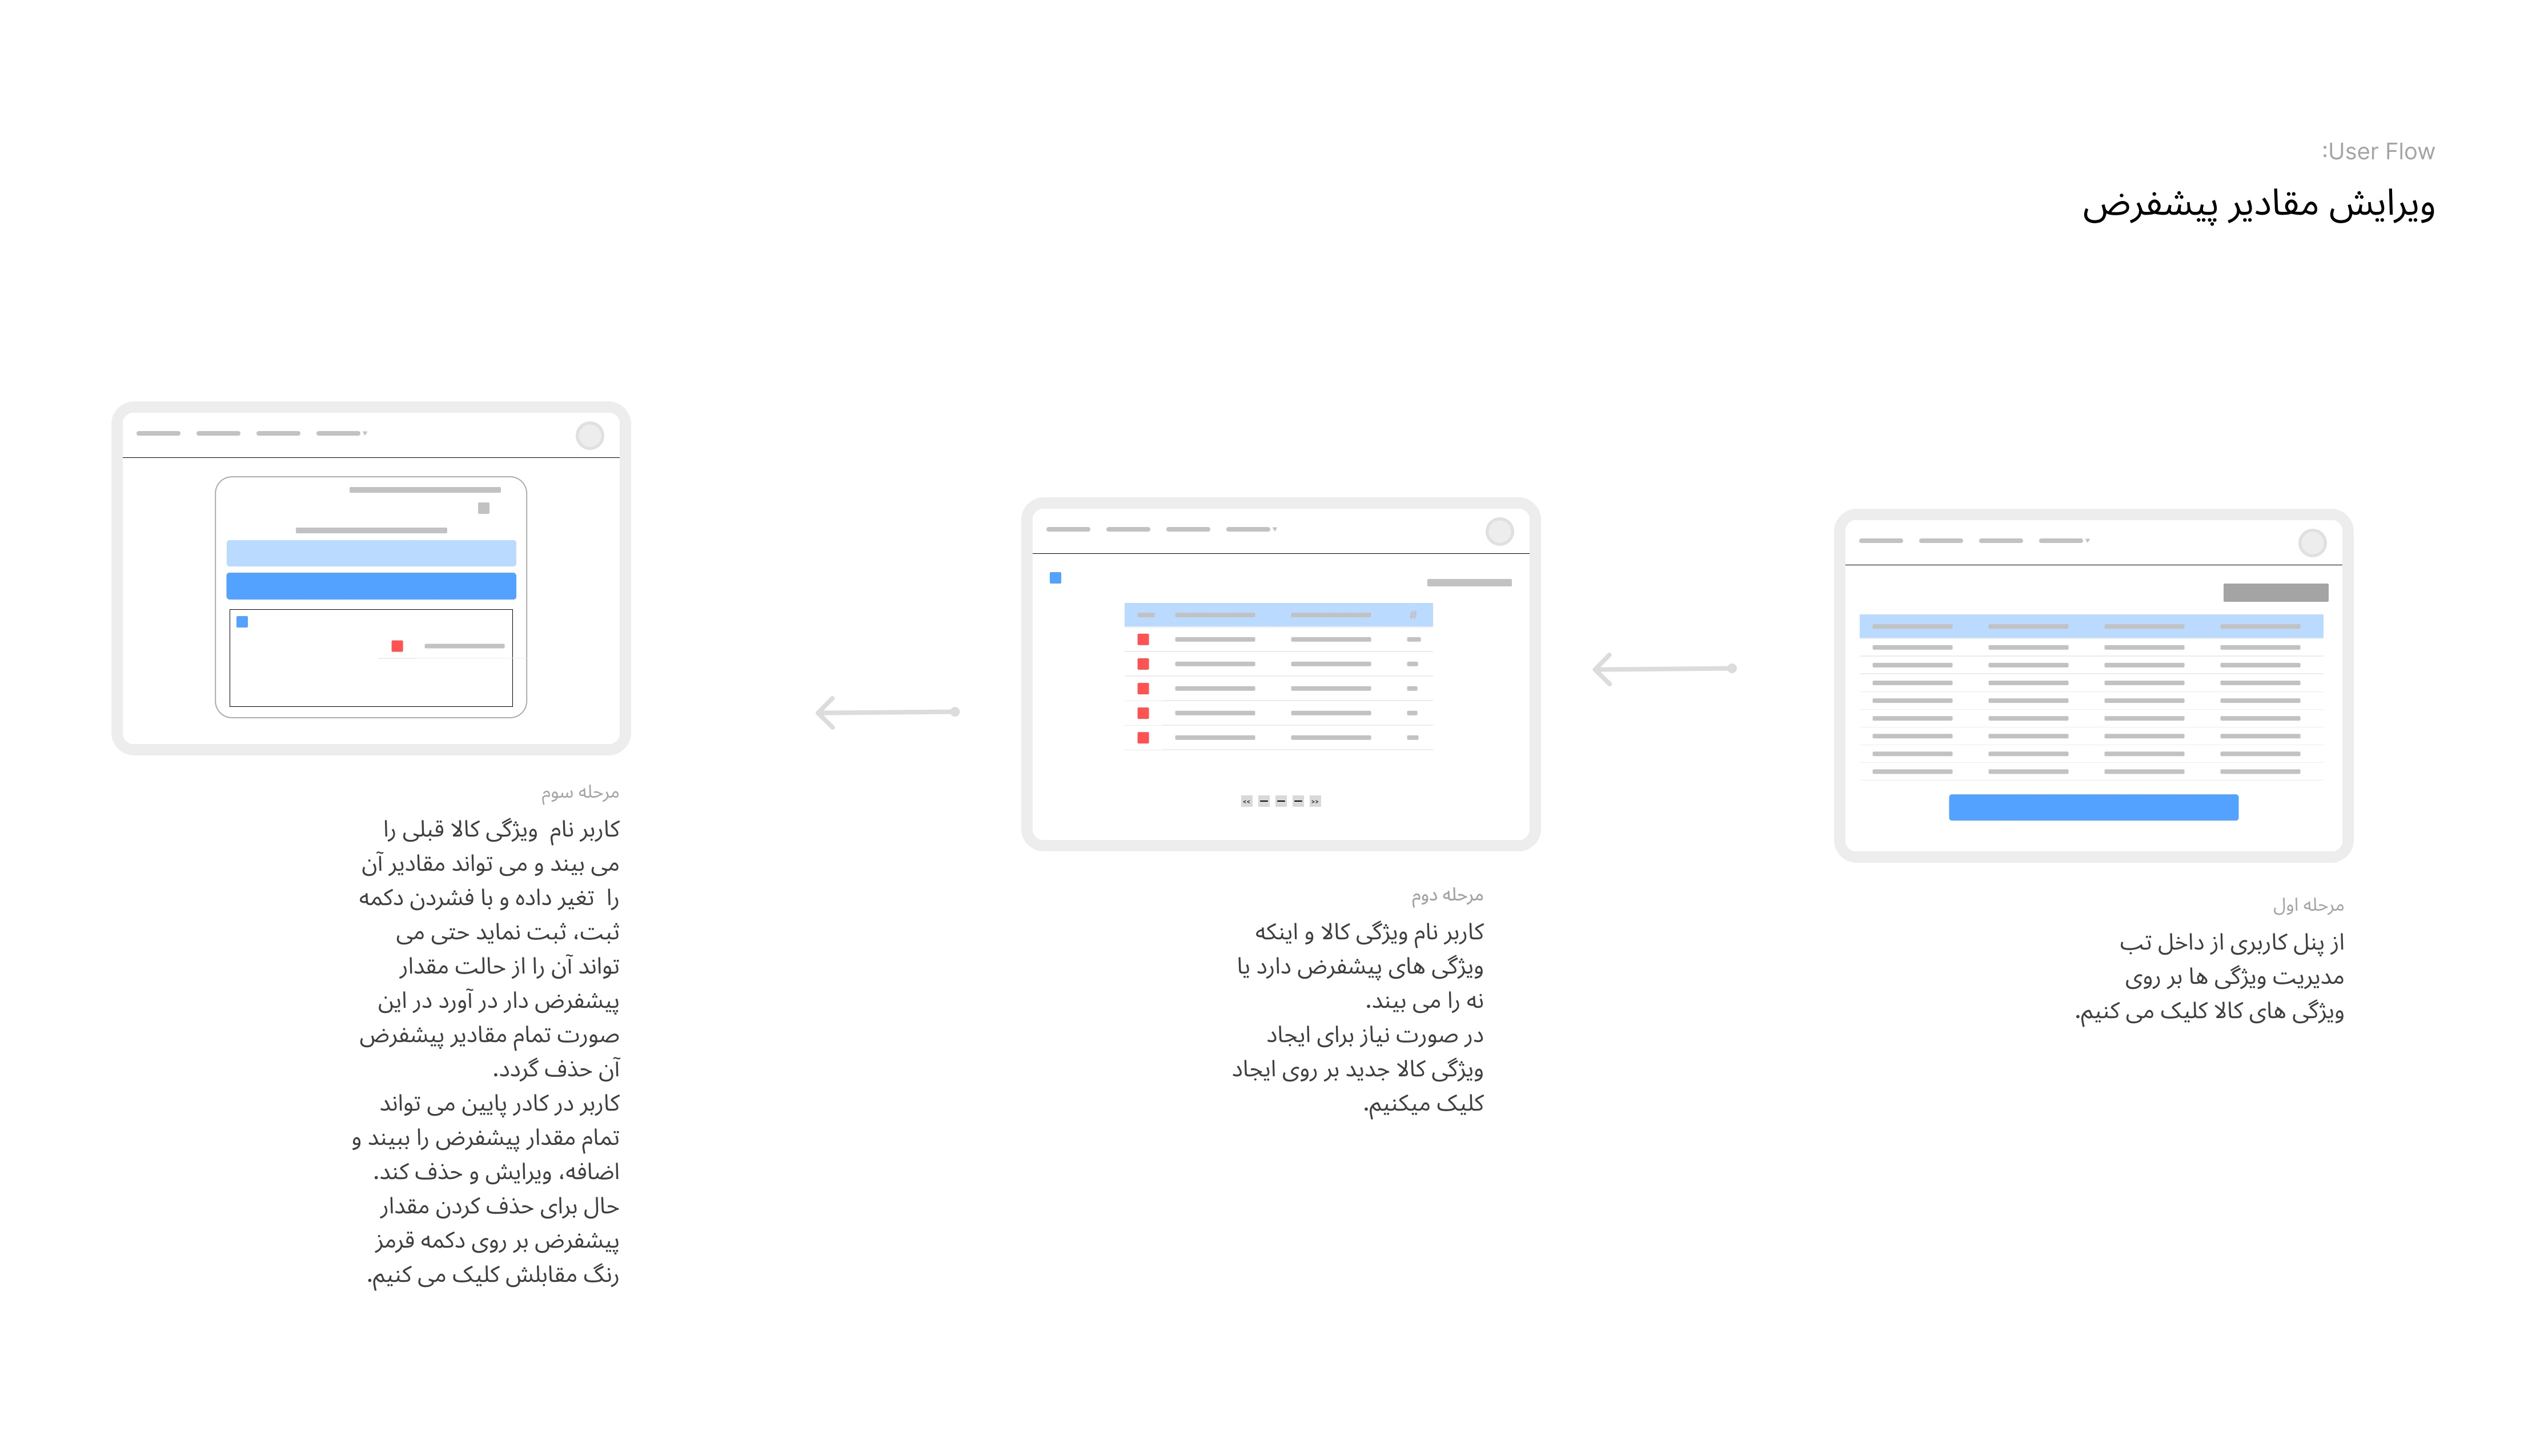 User Flow:
ویرایش مقادیر پیشفرض
مرحله اول
از پنل کاربری از داخل تب
مدیریت ویژگی ها بر روی
ویژگی های کالا کلیک می کنیم.
#
<<
>>
مرحله دوم
کاربر نام ویژگی کالا و اینکه
ویژگی های پیشفرض دارد یا
نه را می بیند.
در صورت نیاز برای ایجاد
ویژگی کالا جدید بر روی ایجاد
کلیک میکنیم.
مرحله سوم
کاربر نام  ویژگی کالا قبلی را
می بیند و می تواند مقادیر آن
را  تغیر داده و با فشردن دکمه
ثبت، ثبت نماید حتی می
تواند آن را از حالت مقدار
پیشفرض دار در آورد در این
صورت تمام مقادیر پیشفرض
آن حذف گردد.
کاربر در کادر پایین می تواند
تمام مقدار پیشفرض را ببیند و
اضافه، ویرایش و حذف کند.
حال برای حذف کردن مقدار
پیشفرض بر روی دکمه قرمز
رنگ مقابلش کلیک می کنیم.